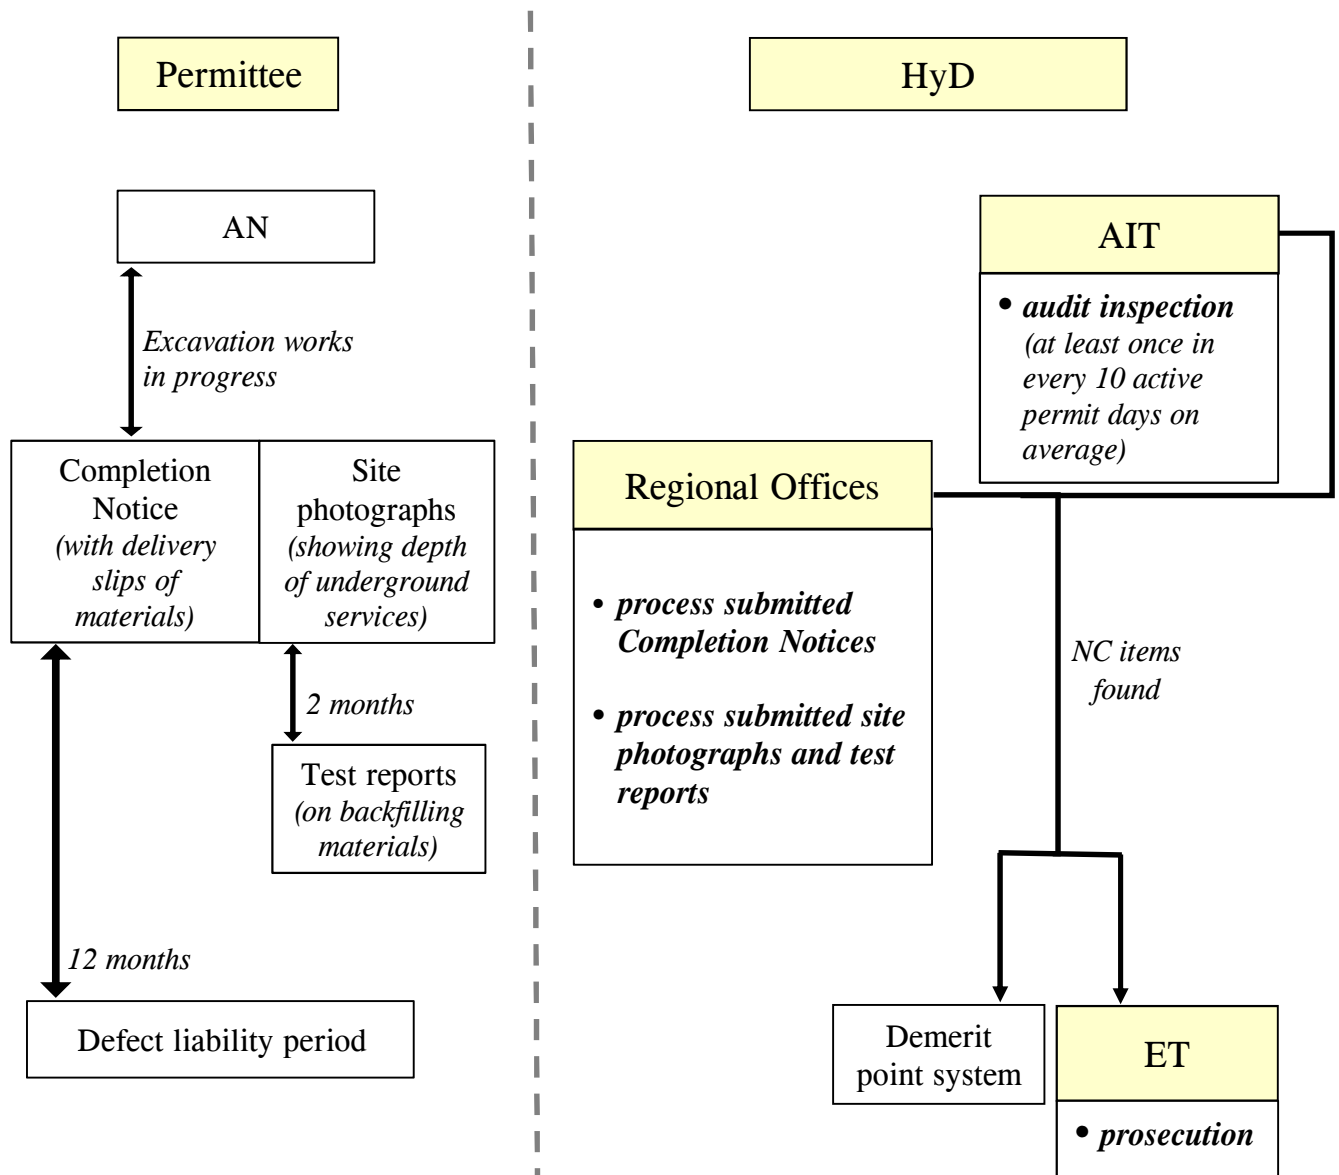 Permittee
HyD
AN
Excavation works
in progress
Completion
Notice
(with delivery
slips of
materials)
Site
photographs
(showing depth
of underground
services)
2 months
Test reports
(on backfilling
materials)
12 months
Defect liability period
AIT
• audit inspection
(at least once in
every 10 active
permit days on
average)
Regional Offices
• process submitted
Completion Notices
• process submitted site
photographs and test
reports
NC items
found
Demerit
point system
ET
• prosecution